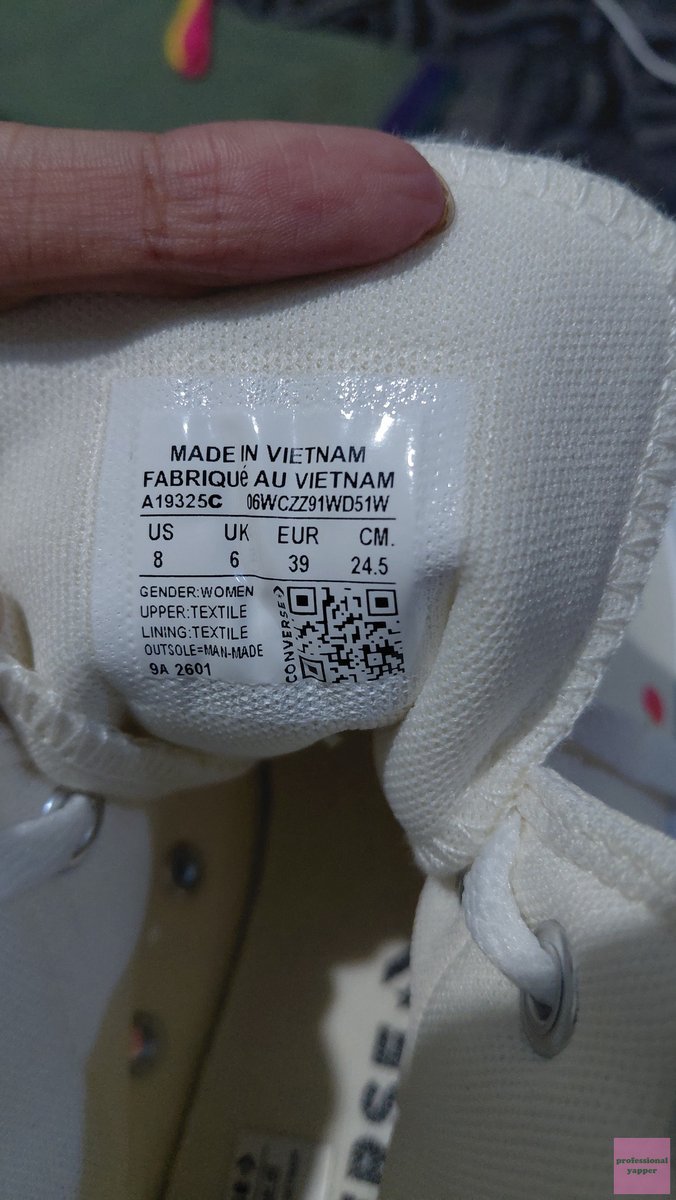 MADE IN VIETNAM
FABRIQUé AU VIETNAM
A19325C 06WCZZ91WD51W
US UK EUR CM.
8 6 39 24.5
GENDER:WOMEN
UPPER:TEXTILE
LINING:TEXTILE
OUTSOLE=MAN-MADE
9A 2601
CONVERSE
ERSE
professional
yapper